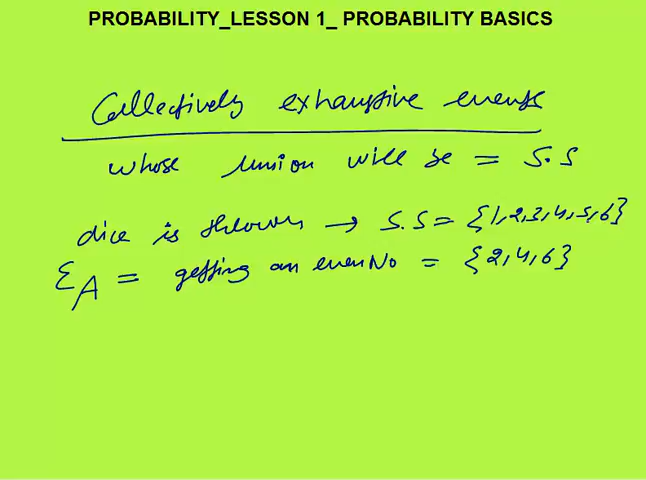 PROBABILITY_LESSON 1_ PROBABILITY BASICS
Collectively exhaustive events
whose union will be = S.S
dice is thrown → S.S = {1,2,3,4,5,6}
E_A = getting an even No = {2,4,6}